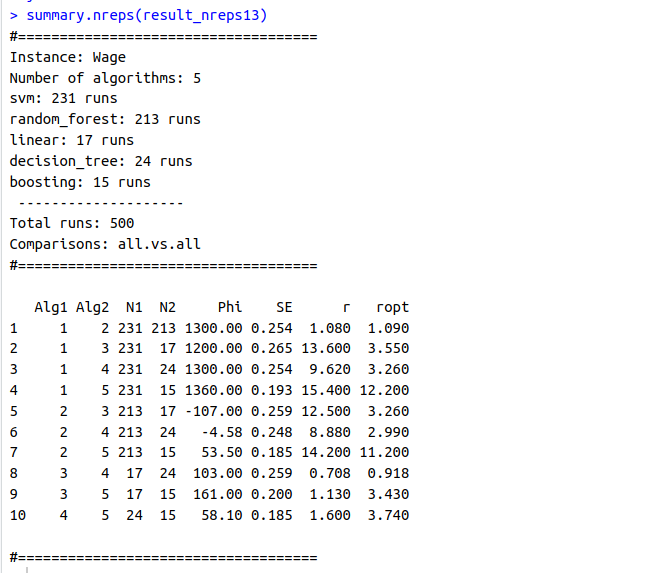 > summary.nreps(result_nreps13)
#====================================
Instance: Wage
Number of algorithms: 5
svm: 231 runs
random_forest: 213 runs
linear: 17 runs
decision_tree: 24 runs
boosting: 15 runs
--------------------
Total runs: 500
Comparisons: all.vs.all
#====================================
Alg1 Alg2 N1 N2 Phi SE r ropt
1 1 2 231 213 1300.00 0.254 1.080 1.090
2 1 3 231 17 1200.00 0.265 13.600 3.550
3 1 4 231 24 1300.00 0.254 9.620 3.260
4 1 5 231 15 1360.00 0.193 15.400 12.200
5 2 3 213 17 -107.00 0.259 12.500 3.260
6 2 4 213 24 -4.58 0.248 8.880 2.990
7 2 5 213 15 53.50 0.185 14.200 11.200
8 3 4 17 24 103.00 0.259 0.708 0.918
9 3 5 17 15 161.00 0.200 1.130 3.430
10 4 5 24 15 58.10 0.185 1.600 3.740
#====================================